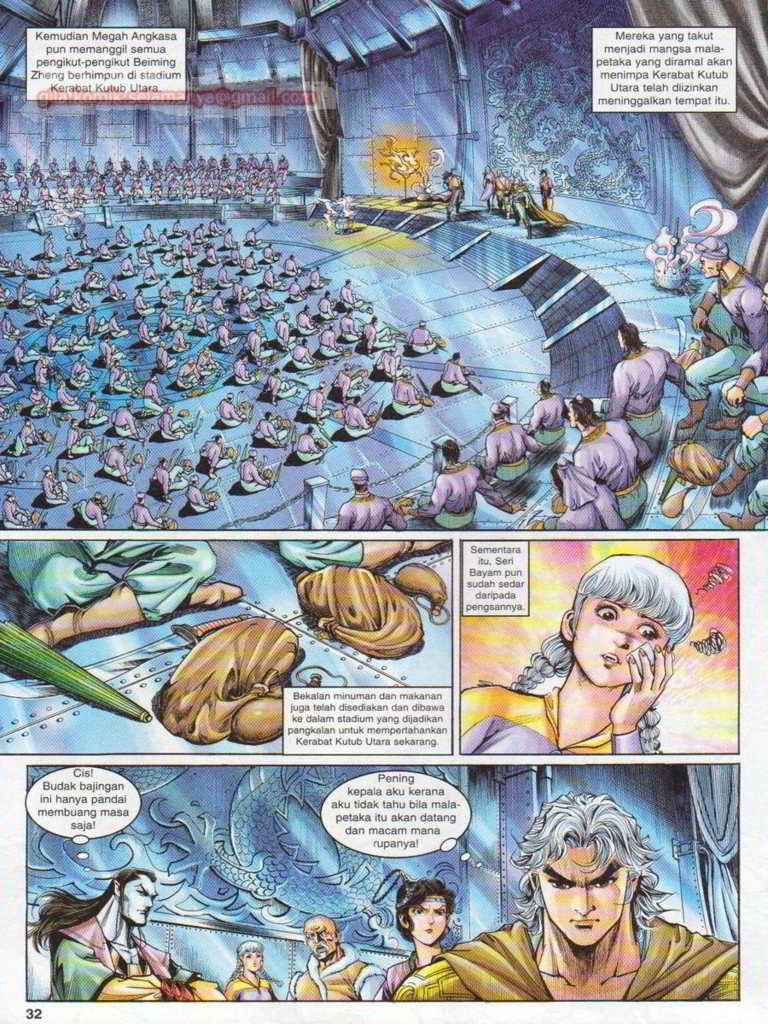 Kemudian Megah Angkasa
pun memanggil semua
pengikut-pengikut Beiming
Zheng berhimpun di stadium
Kerabat Kutub Utara.
Mereka yang takut
menjadi mangsa mala-
petaka yang diramal akan
menimpa Kerabat Kutub
Utara telah diizinkan
meninggalkan tempat itu.
Bekalan minuman dan makanan
juga telah disediakan dan dibawa
ke dalam stadium yang dijadikan
pangkalan untuk mempertahankan
Kerabat Kutub Utara sekarang.
Sementara
itu, Seri
Bayam pun
sudah sedar
daripada
pengsannya.
Cis!
Budak bajingan
ini hanya pandai
membuang masa
saja!
Pening
kepala aku kerana
aku tidak tahu bila mala-
petaka itu akan datang
dan macam mana
rupanya!
32